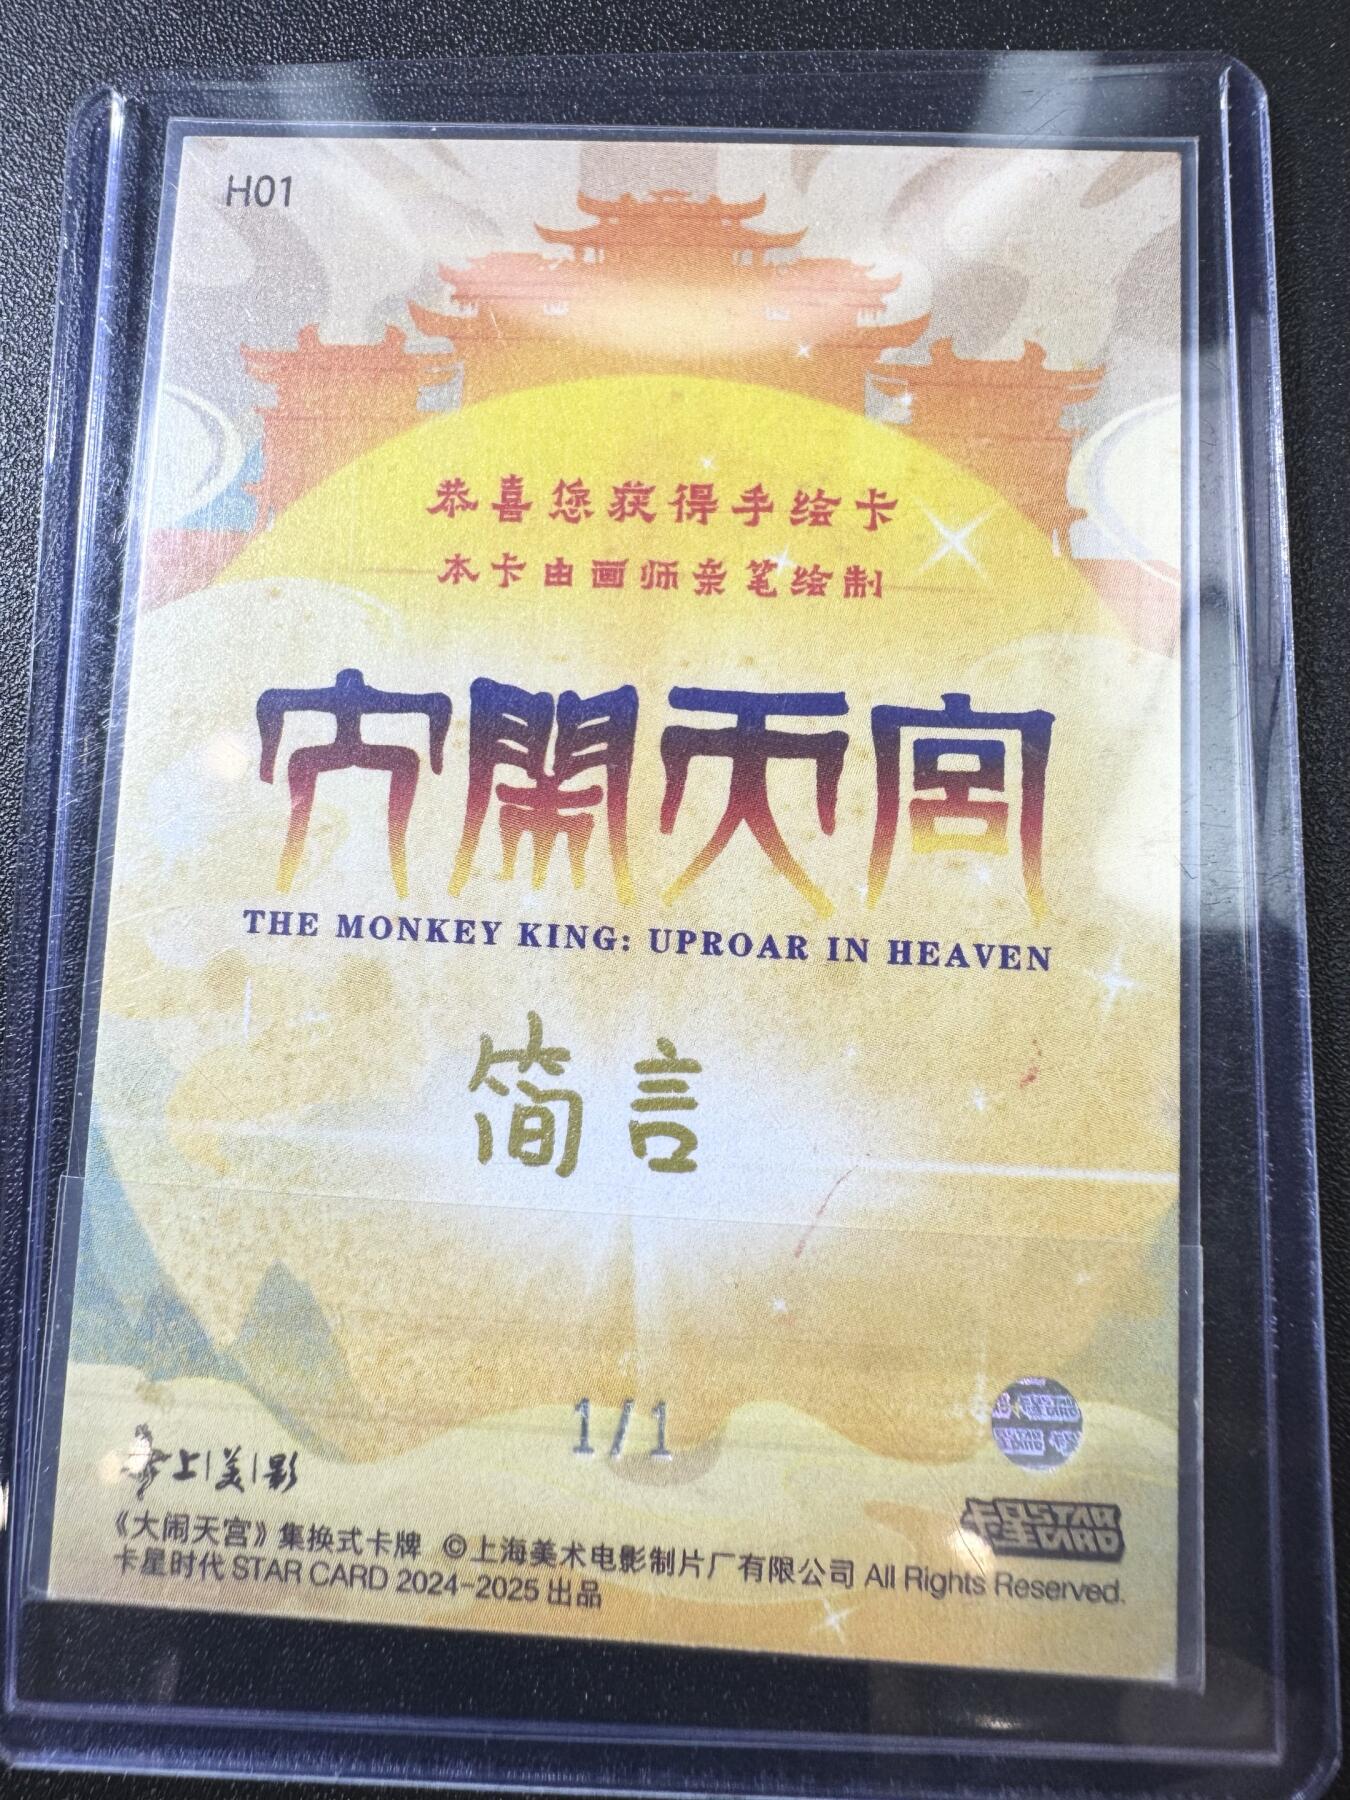 H01
恭喜您获得手绘卡
本卡由画师亲笔绘制
大闹天宫
THE MONKEY KING: UPROAR IN HEAVEN
简言
1/1
上美影
卡星 STAR CARD
《大闹天宫》集换式卡牌 ©上海美术电影制片厂有限公司 All Rights Reserved.
卡星时代 STAR CARD 2024-2025 出品